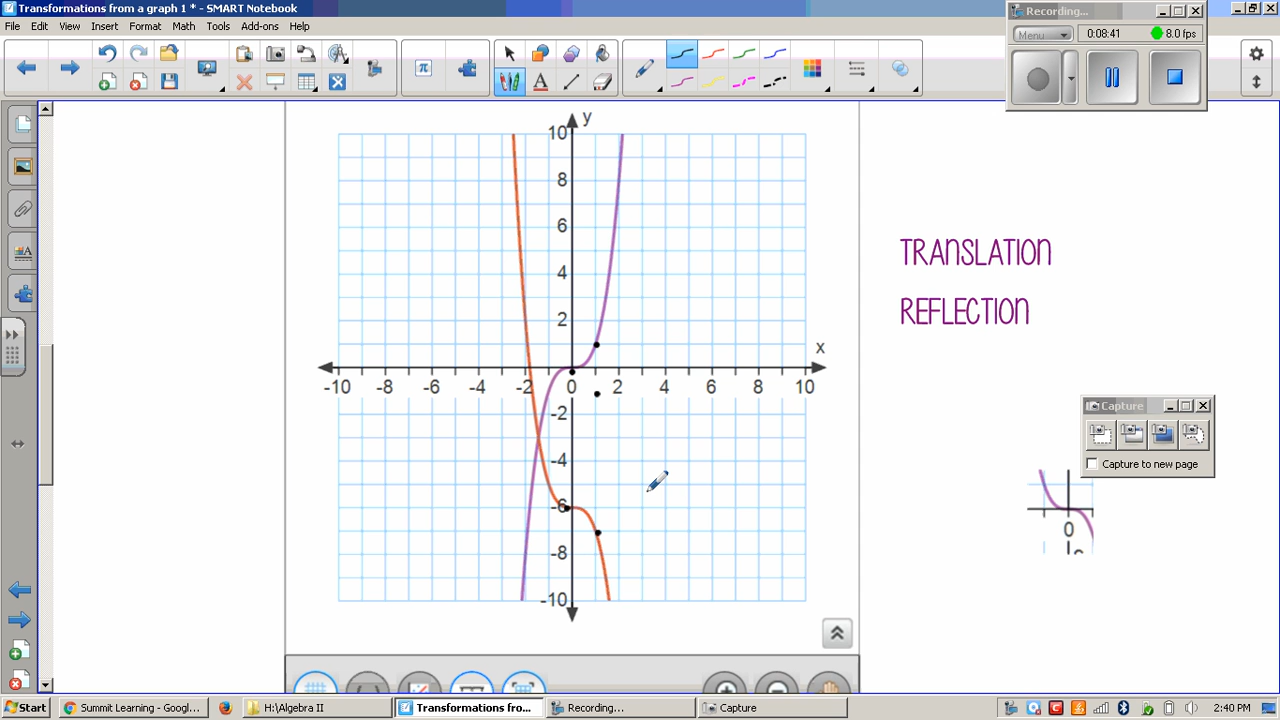 Transformations from a graph 1 * - SMART Notebook
File Edit View Insert Format Math Tools Add-ons Help
Recording...
Menu
0:08:41
8.0 fps
π
A
A
y
x
10
8
6
4
2
-2
-4
-6
-8
-10
-10 -8 -6 -4 -2 0 2 4 6 8 10
TRANSLATION
REFLECTION
Capture
Capture to new page
0
Start
Summit Learning - Googl...
H:\Algebra II
Transformations fro...
Recording...
Capture
2:40 PM